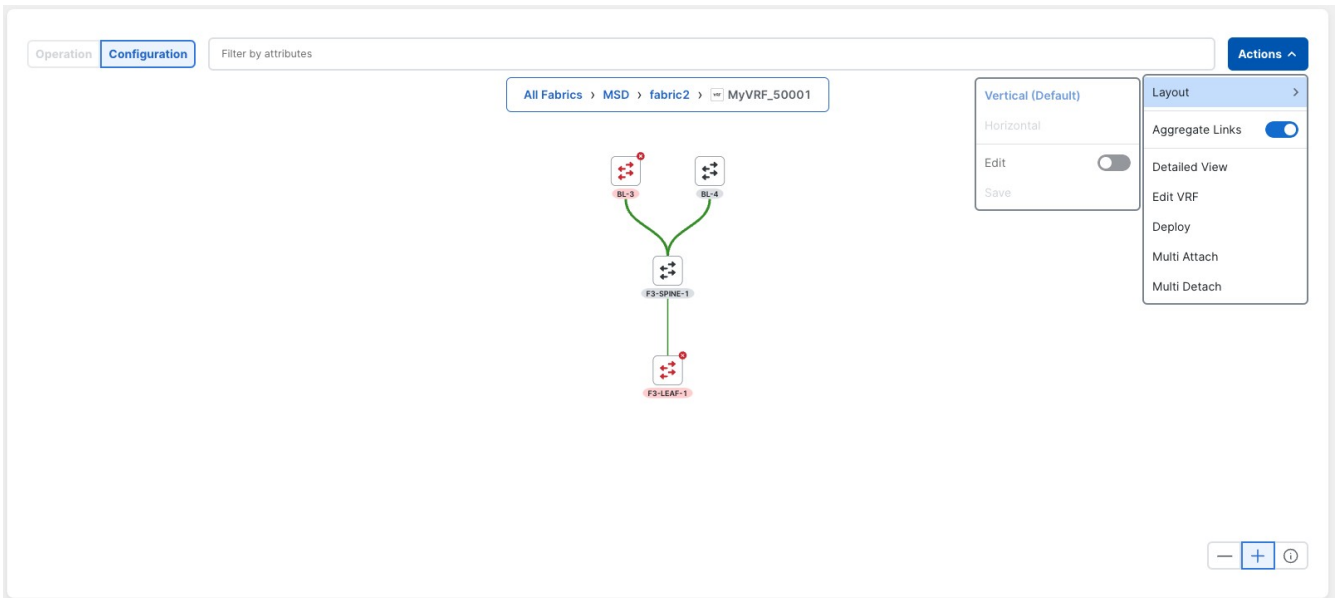 Operation Configuration Filter by attributes Actions
All Fabrics › MSD › fabric2 › VRF MyVRF_50001
Vertical (Default)
Horizontal
Edit
Save
Layout
Aggregate Links
Detailed View
Edit VRF
Deploy
Multi Attach
Multi Detach
BL-3 BL-4
F3-SPINE-1
F3-LEAF-1